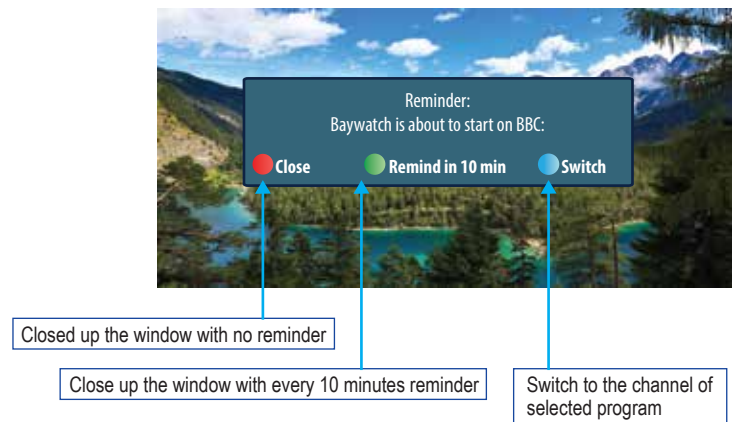 Reminder:
Baywatch is about to start on BBC:
Close Remind in 10 min Switch
Closed up the window with no reminder
Close up the window with every 10 minutes reminder
Switch to the channel of
selected program